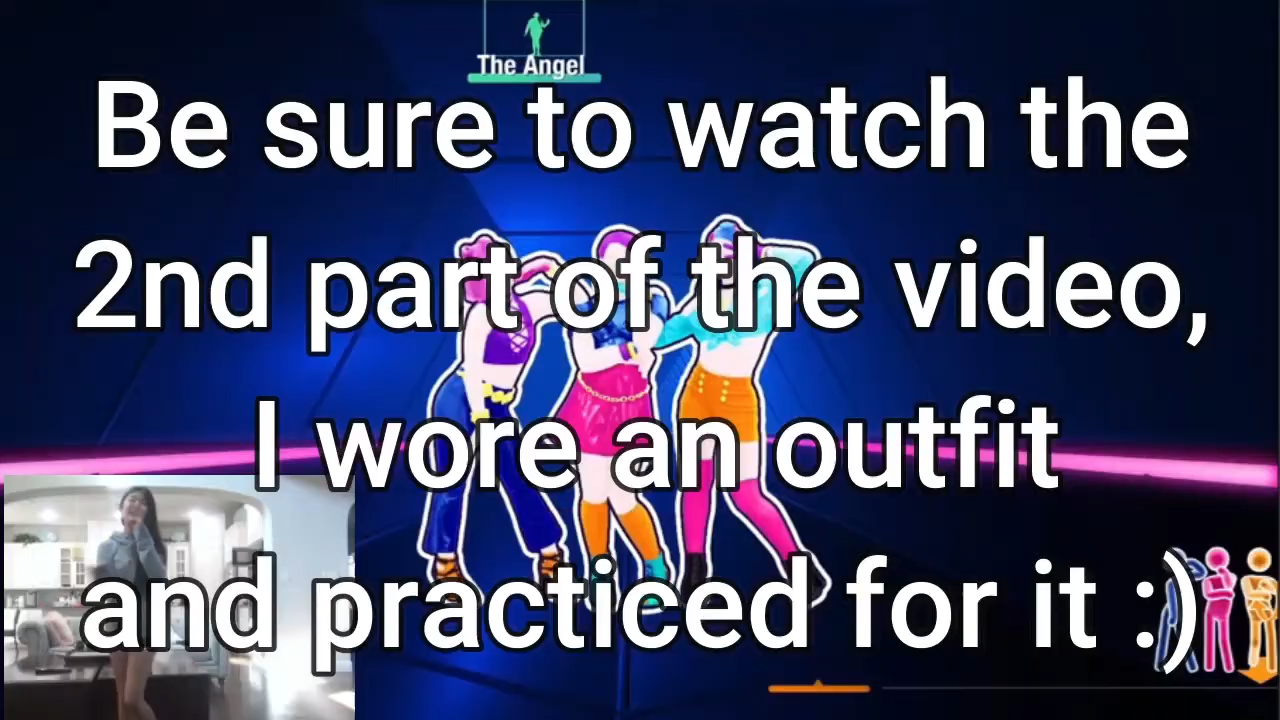 The Angel
Be sure to watch the
2nd part of the video,
I wore an outfit
and practiced for it :)